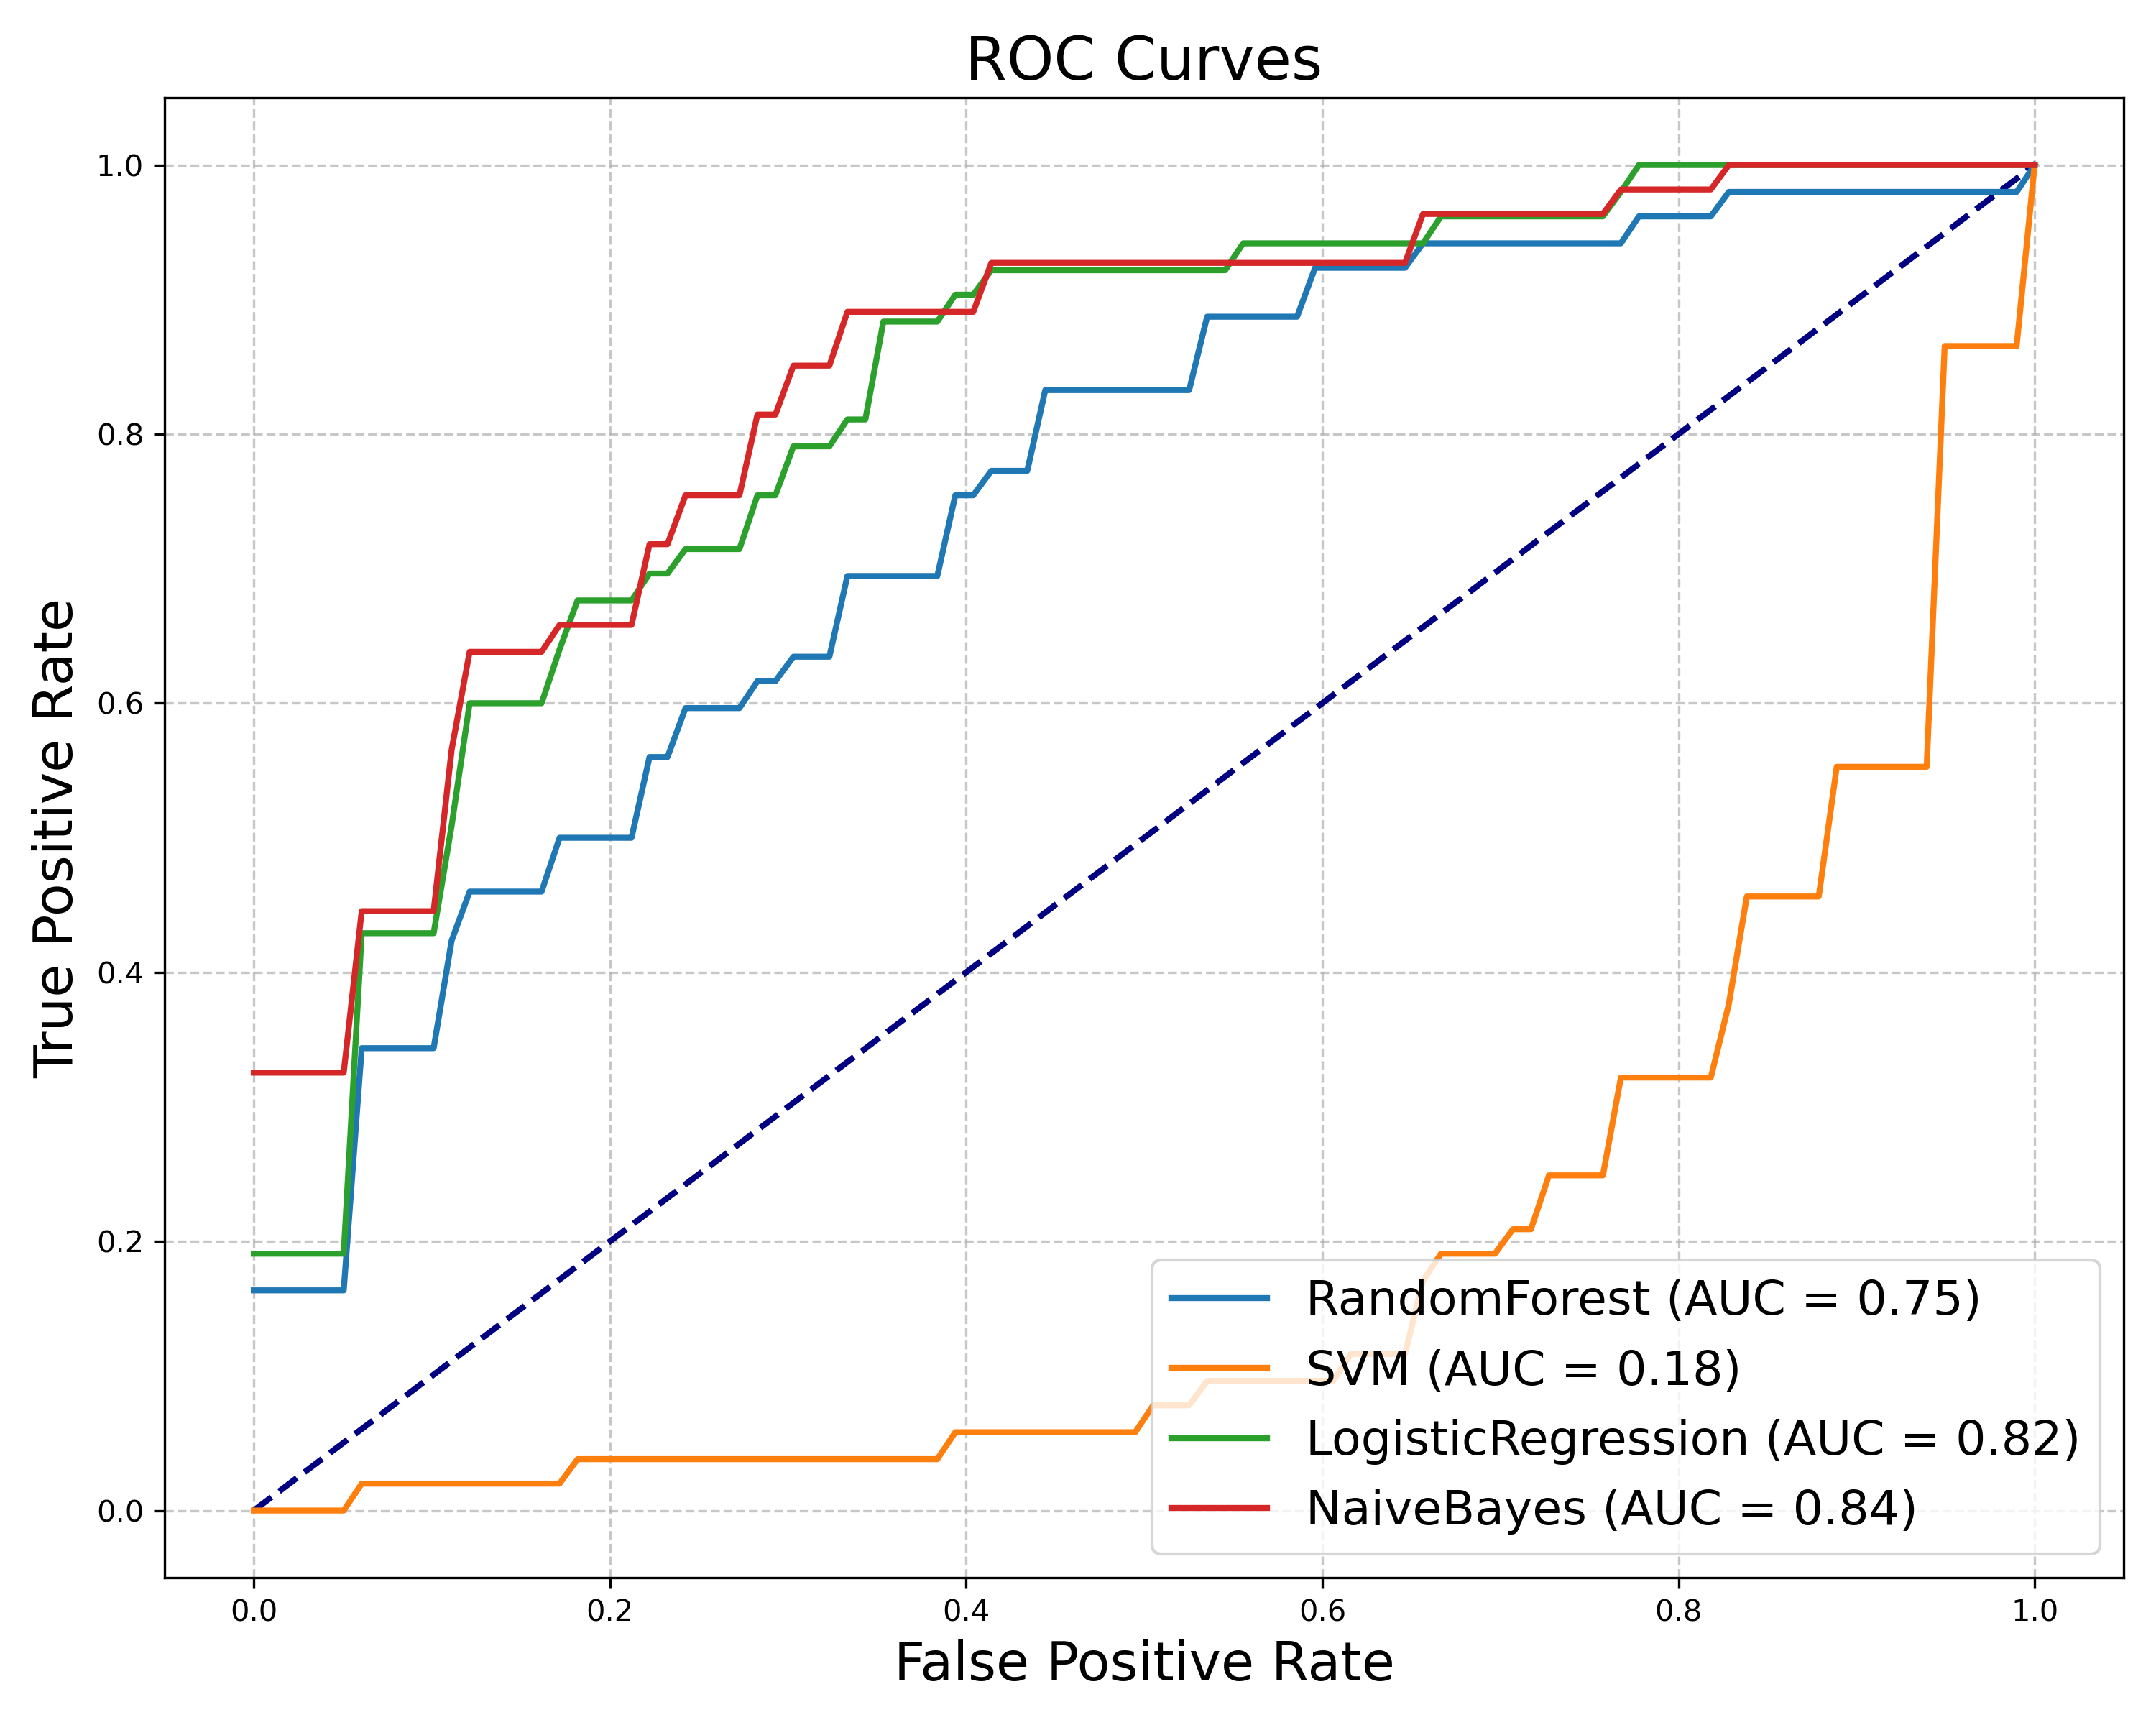 ROC Curves
True Positive Rate
1.0
0.8
0.6
0.4
0.2
0.0
RandomForest (AUC = 0.75)
SVM (AUC = 0.18)
LogisticRegression (AUC = 0.82)
NaiveBayes (AUC = 0.84)
0.0 0.2 0.4 0.6 0.8 1.0
False Positive Rate